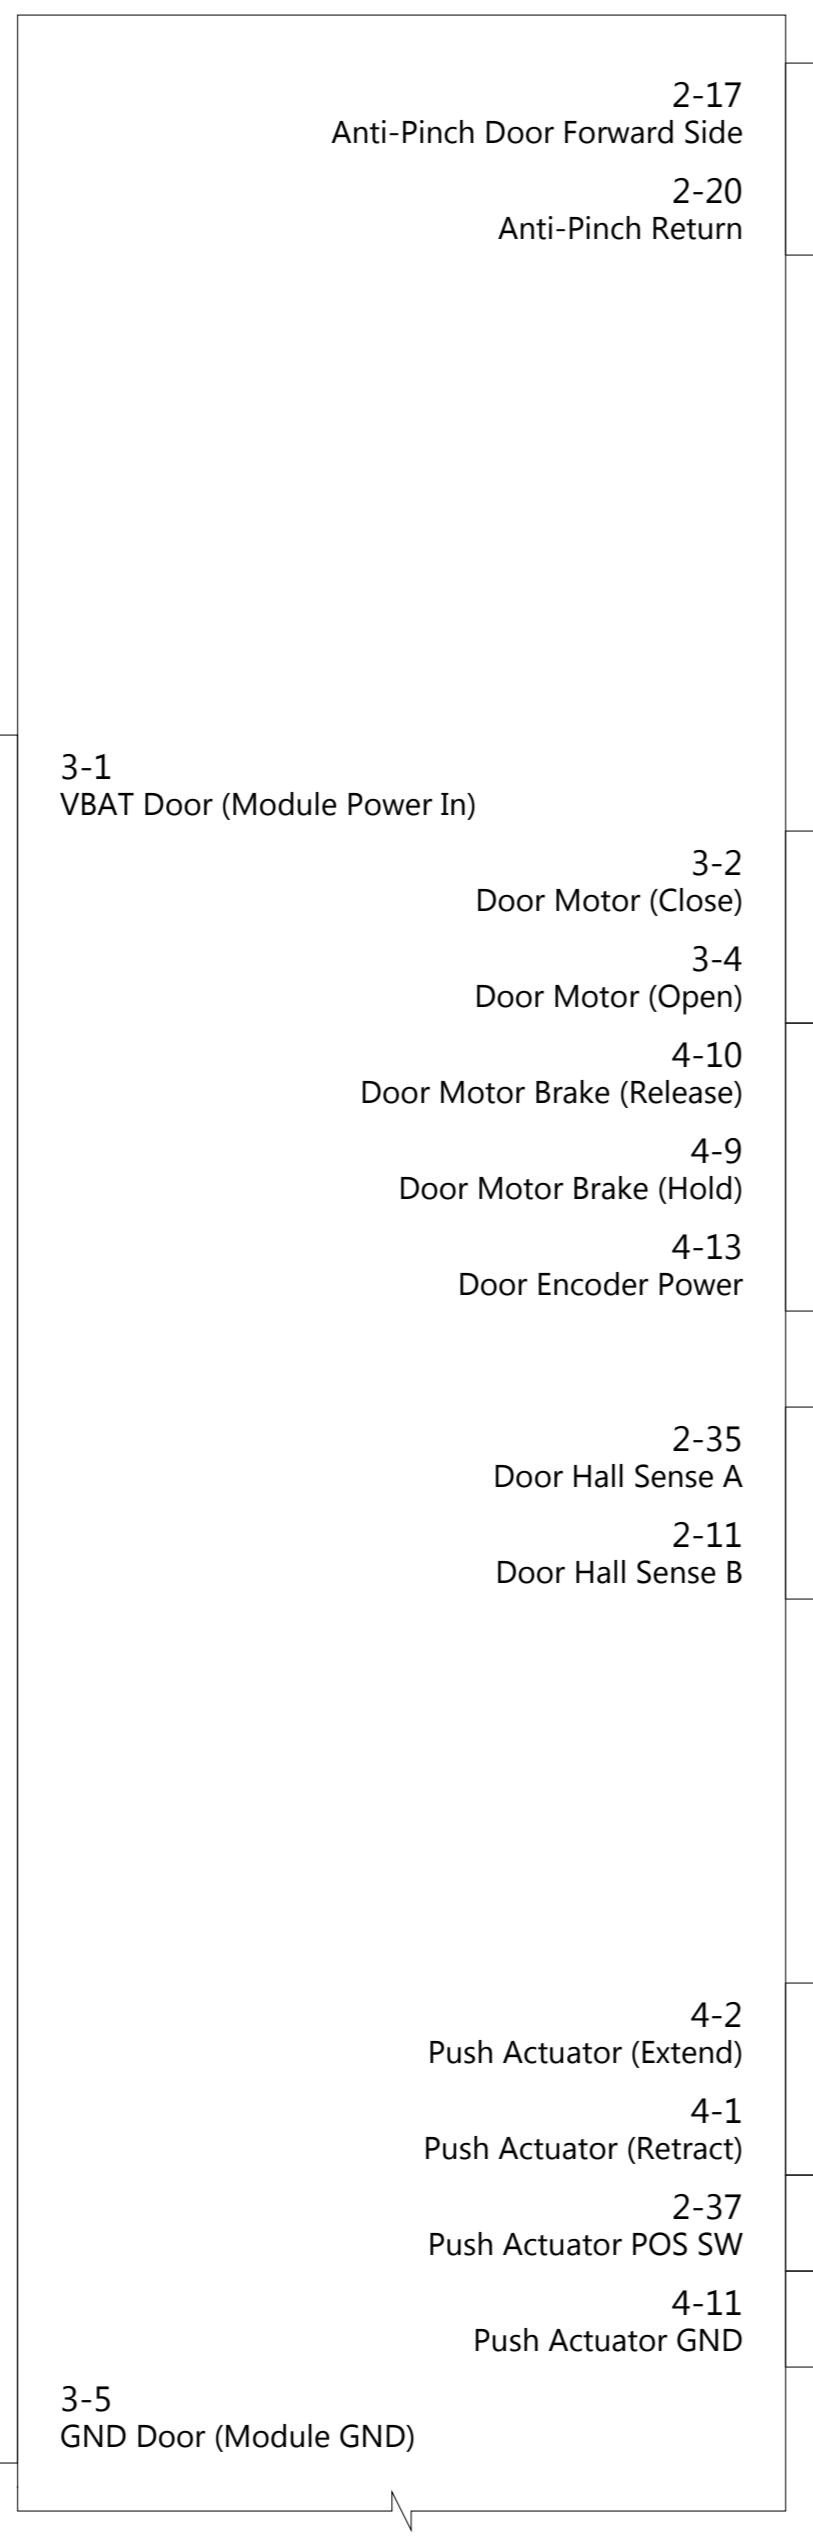 2-17
Anti-Pinch Door Forward Side
2-20
Anti-Pinch Return
3-1
VBAT Door (Module Power In)
3-2
Door Motor (Close)
3-4
Door Motor (Open)
4-10
Door Motor Brake (Release)
4-9
Door Motor Brake (Hold)
4-13
Door Encoder Power
2-35
Door Hall Sense A
2-11
Door Hall Sense B
4-2
Push Actuator (Extend)
4-1
Push Actuator (Retract)
2-37
Push Actuator POS SW
4-11
Push Actuator GND
3-5
GND Door (Module GND)